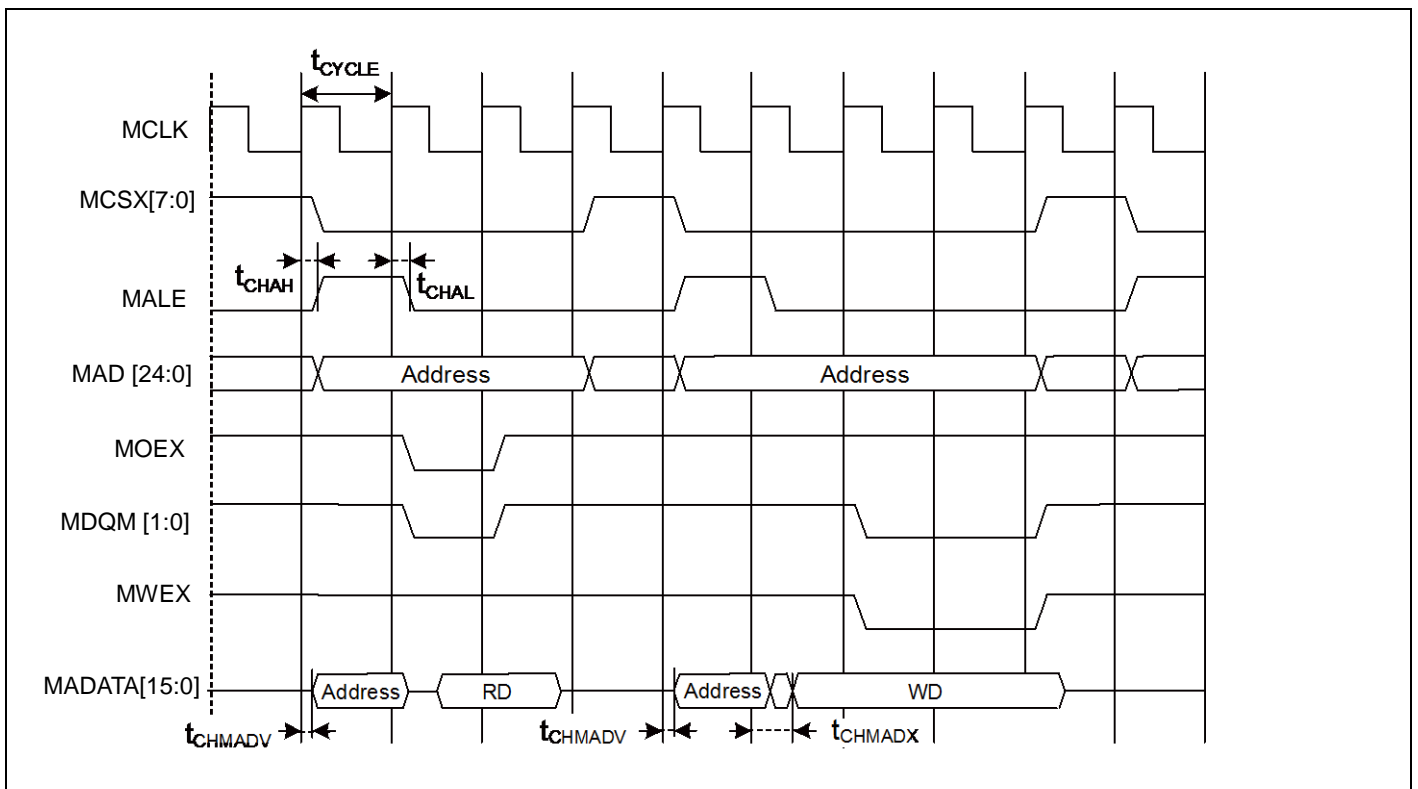 tCYCLE
MCLK
MCSX[7:0]
tCHAH
tCHAL
MALE
MAD [24:0]
Address
Address
MOEX
MDQM [1:0]
MWEX
MADATA[15:0]
Address
RD
Address
WD
tCHMADV
tCHMADV
tCHMADX